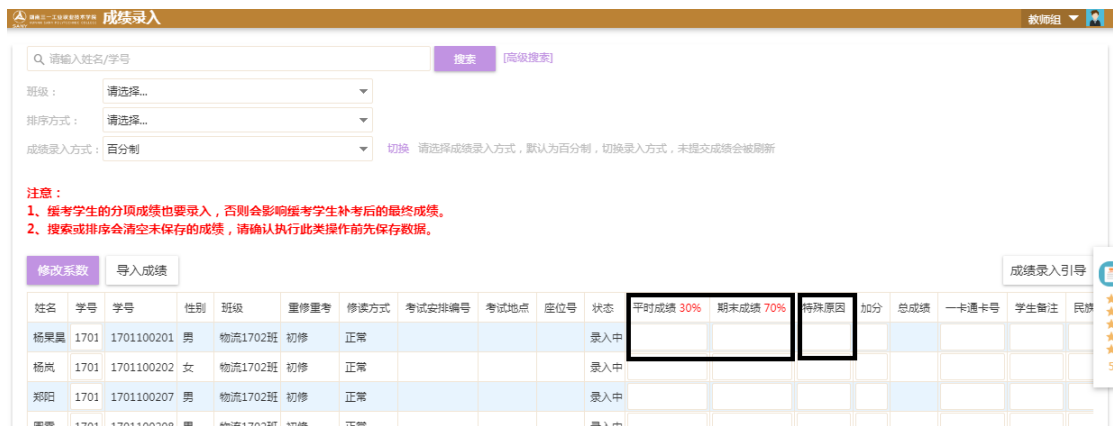 成绩录入
教师组
请输入姓名/学号
搜索
[高级搜索]
班级：
请选择...
排序方式：
请选择...
成绩录入方式：
百分制
切换 请选择成绩录入方式，默认为百分制，切换录入方式，未提交成绩会被刷新
注意：
1、缓考学生的分项成绩也要录入，否则会影响缓考学生补考后的最终成绩。
2、搜索或排序会清空未保存的成绩，请确认执行此类操作前先保存数据。
修改系数 导入成绩 成绩录入引导
姓名 学号 学号 性别 班级 重修重考 修读方式 考试安排编号 考试地点 座位号 状态 平时成绩 30% 期末成绩 70% 特殊原因 加分 总成绩 一卡通卡号 学生备注 民族
杨杲昊 1701 1701100201 男 物流1702班 初修 正常 录入中
杨岚 1701 1701100202 女 物流1702班 初修 正常 录入中
郑阳 1701 1701100207 男 物流1702班 初修 正常 录入中